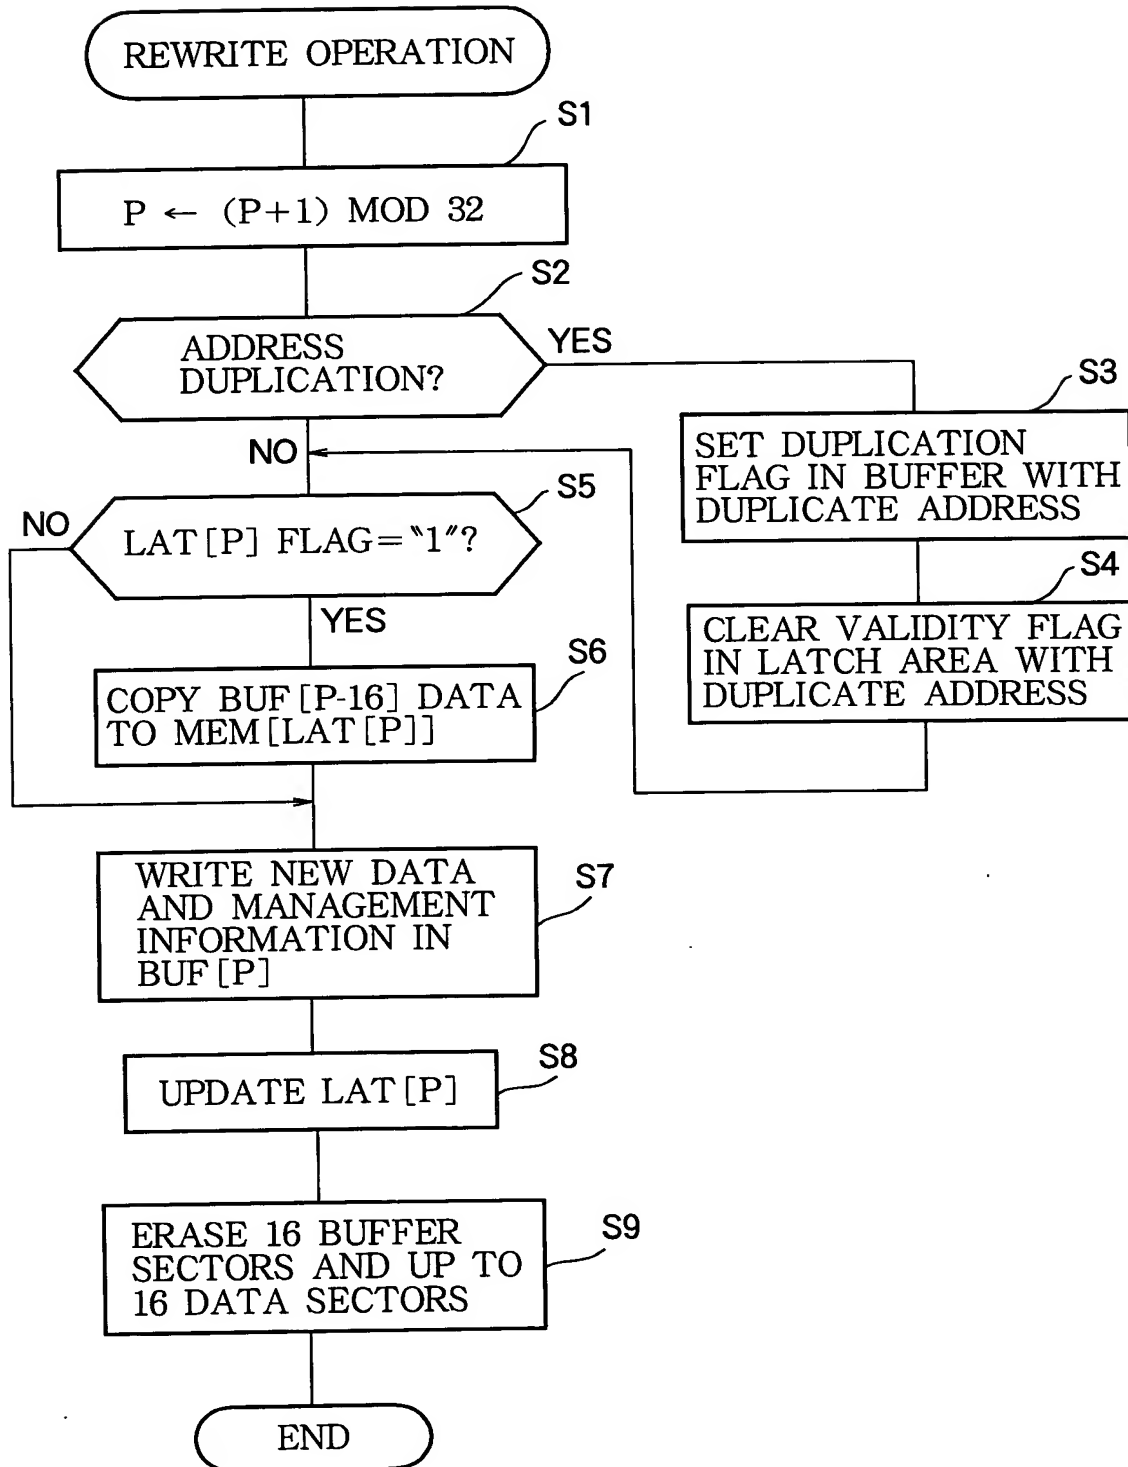 REWRITE OPERATION
S1
P ← (P+1) MOD 32
S2
ADDRESS
DUPLICATION?
YES
NO
S3
SET DUPLICATION
FLAG IN BUFFER WITH
DUPLICATE ADDRESS
S4
CLEAR VALIDITY FLAG
IN LATCH AREA WITH
DUPLICATE ADDRESS
S5
NO
LAT[P] FLAG=〝1″?
YES
S6
COPY BUF[P-16] DATA
TO MEM[LAT[P]]
S7
WRITE NEW DATA
AND MANAGEMENT
INFORMATION IN
BUF[P]
S8
UPDATE LAT[P]
S9
ERASE 16 BUFFER
SECTORS AND UP TO
16 DATA SECTORS
END